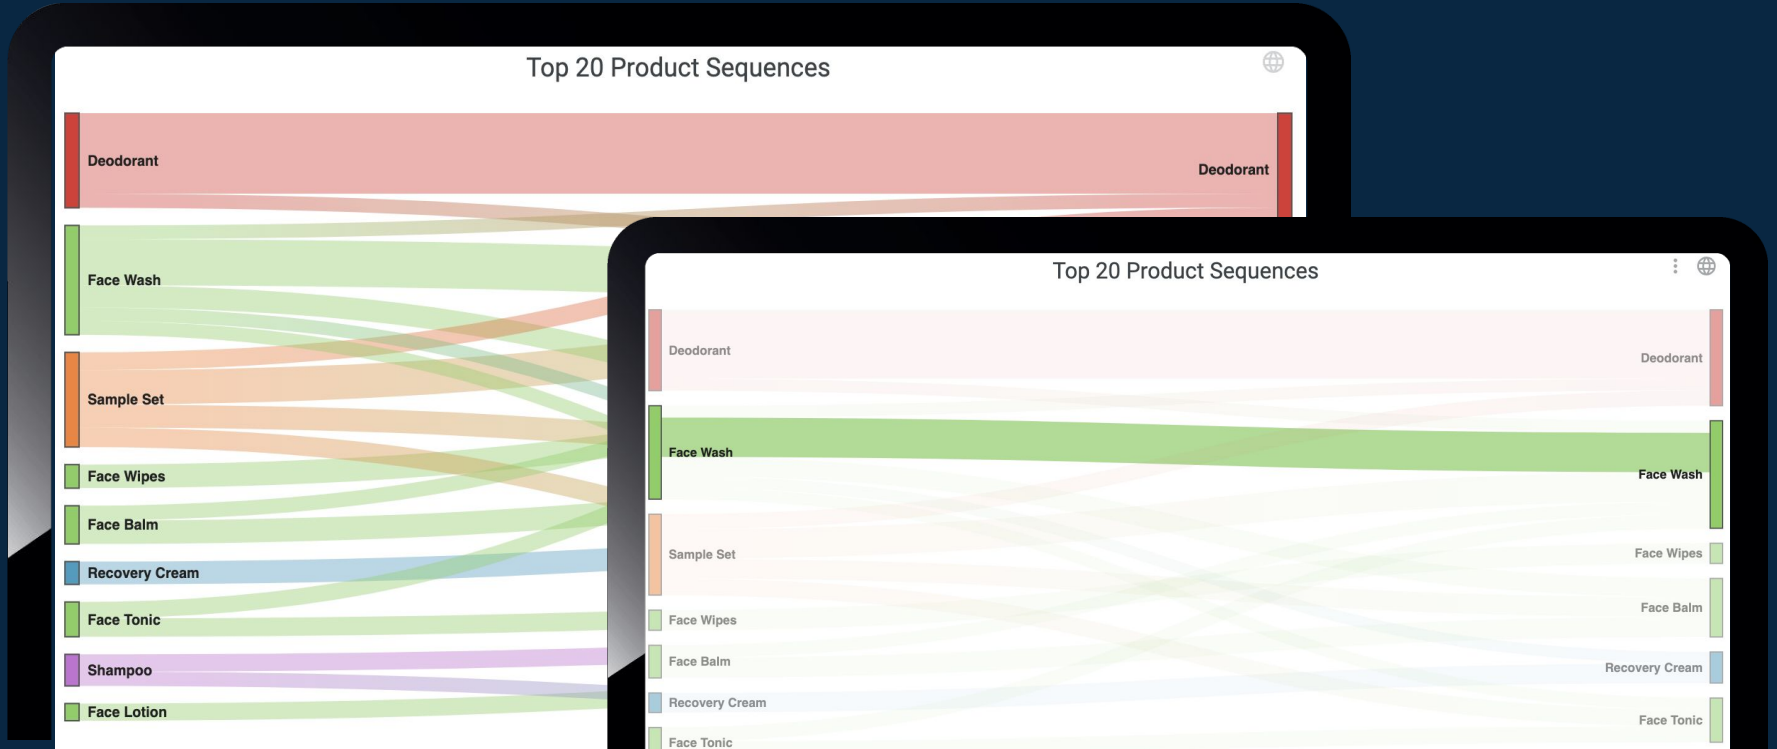 Top 20 Product Sequences
Deodorant
Deodorant
Face Wash
Sample Set
Face Wipes
Face Balm
Recovery Cream
Face Tonic
Shampoo
Face Lotion
Top 20 Product Sequences
Deodorant
Deodorant
Face Wash
Face Wash
Sample Set
Face Wipes
Face Wipes
Face Balm
Face Balm
Recovery Cream
Recovery Cream
Face Tonic
Face Tonic